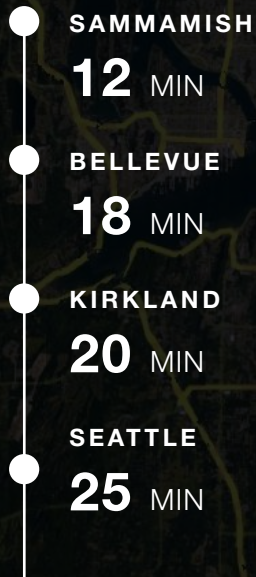 SAMMAMISH
12 MIN
BELLEVUE
18 MIN
KIRKLAND
20 MIN
SEATTLE
25 MIN